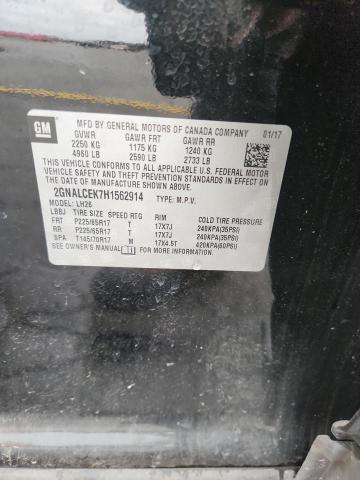 GM
MFD BY GENERAL MOTORS OF CANADA COMPANY 01/17
GVWR GAWR FRT GAWR RR
2250 KG 1175 KG 1240 KG
4960 LB 2590 LB 2733 LB
THIS VEHICLE CONFORMS TO ALL APPLICABLE U.S. FEDERAL MOTOR
VEHICLE SAFETY, BUMPER, AND THEFT PREVENTION STANDARDS
IN EFFECT ON THE DATE OF MANUFACTURE SHOWN ABOVE.
2GNALCEK7H1562914 TYPE: M.P.V.
MODEL: LH26
LBBJ TIRE SIZE SPEED RTG RIM COLD TIRE PRESSURE
FRT P225/65R17 T 17X7J 240KPA(35PSI)
RR P225/65R17 T 17X7J 240KPA(35PSI)
SPA T145/70R17 M 17X4.5T 420KPA(60PSI)
SEE OWNER'S MANUAL